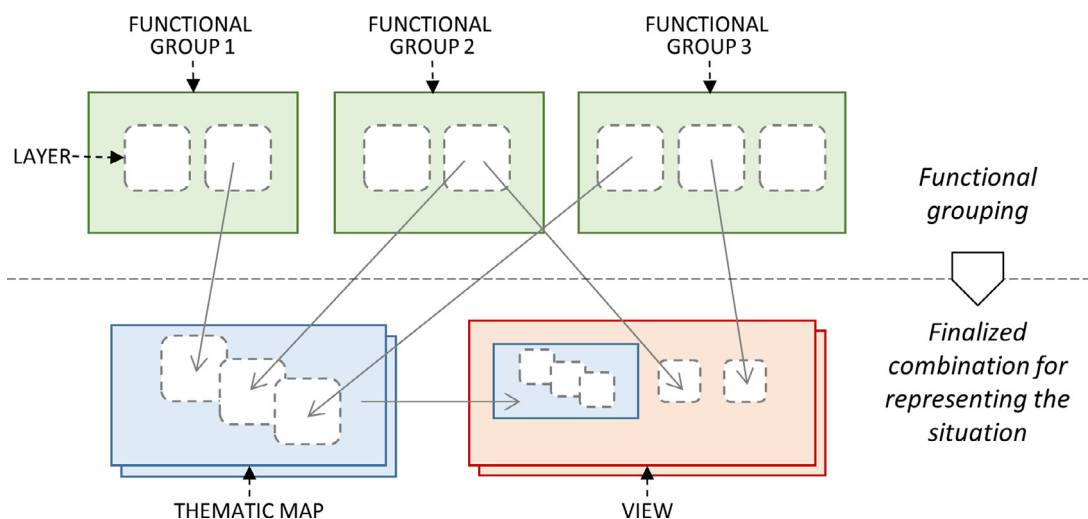 FUNCTIONAL
GROUP 1
FUNCTIONAL
GROUP 2
FUNCTIONAL
GROUP 3
LAYER
Functional
grouping
Finalized
combination for
representing the
situation
THEMATIC MAP
VIEW